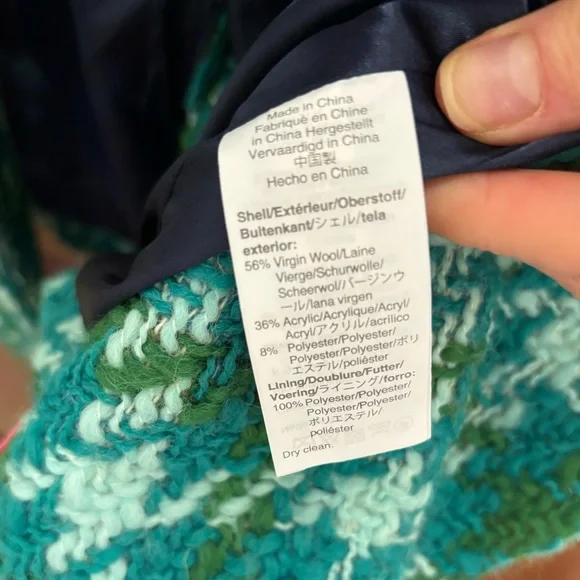 Made in China
Fabriqué en Chine
in China Hergestellt
Vervaardigd in China
中国製
Hecho en China
Shell/Extérieur/Oberstoff/
Buitenkant/シェル/tela
exterior:
56% Virgin Wool/Laine
Vierge/Schurwolle/
Scheerwol/バージンウ
ール/lana virgen
36% Acrylic/Acrylique/Acryl/
Acryl/アクリル/acrílico
8% Polyester/Polyester/
Polyester/Polyester/ポリ
エステル/poliéster
Lining/Doublure/Futter/
Voering/ライニング/forro:
100% Polyester/Polyester/
Polyester/Polyester/
ポリエステル/
poliéster
Dry clean.